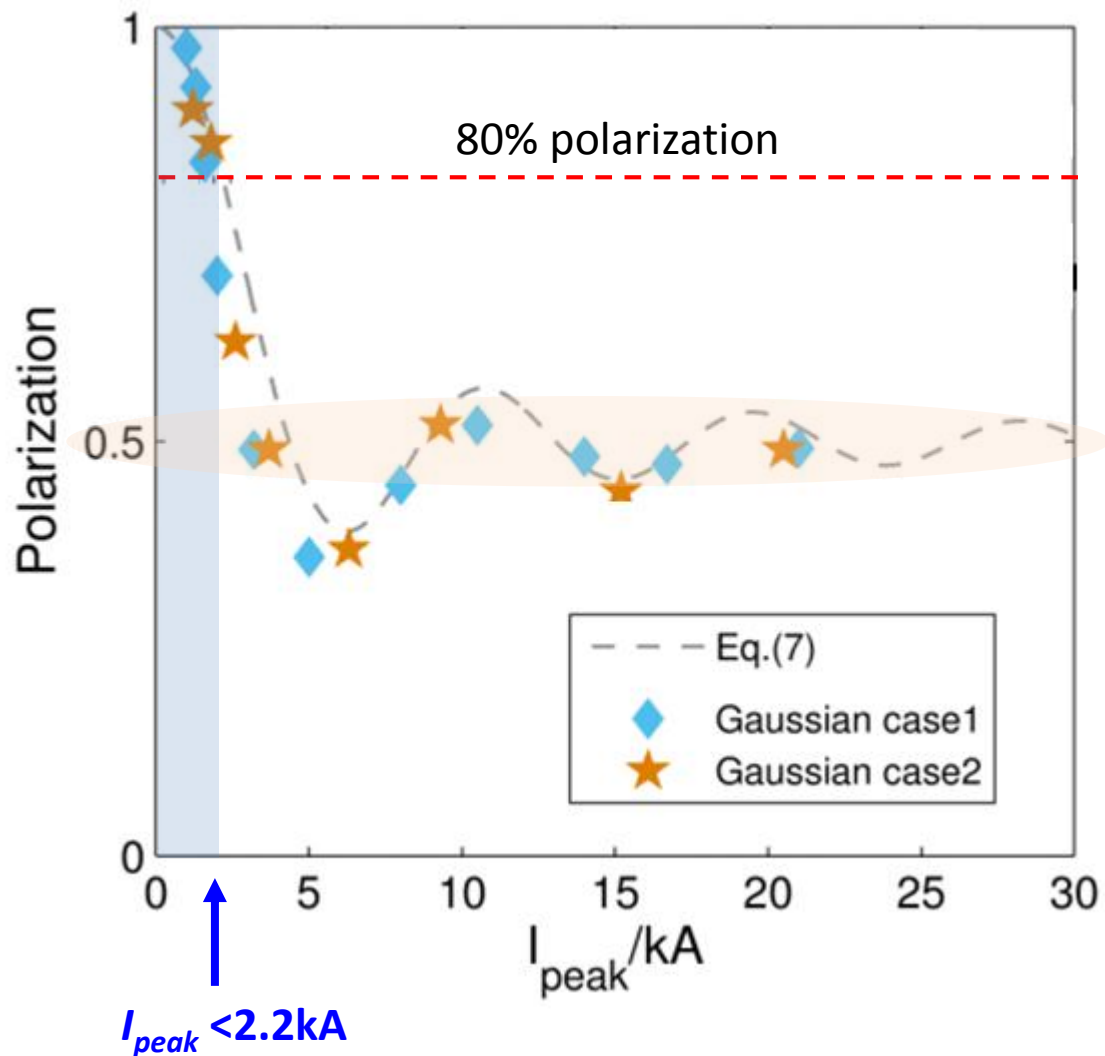 1
80% polarization
Polarization
0.5
Eq.(7)
Gaussian case1
Gaussian case2
0
0 5 10 15 20 25 30
I_peak/kA
I_peak <2.2kA